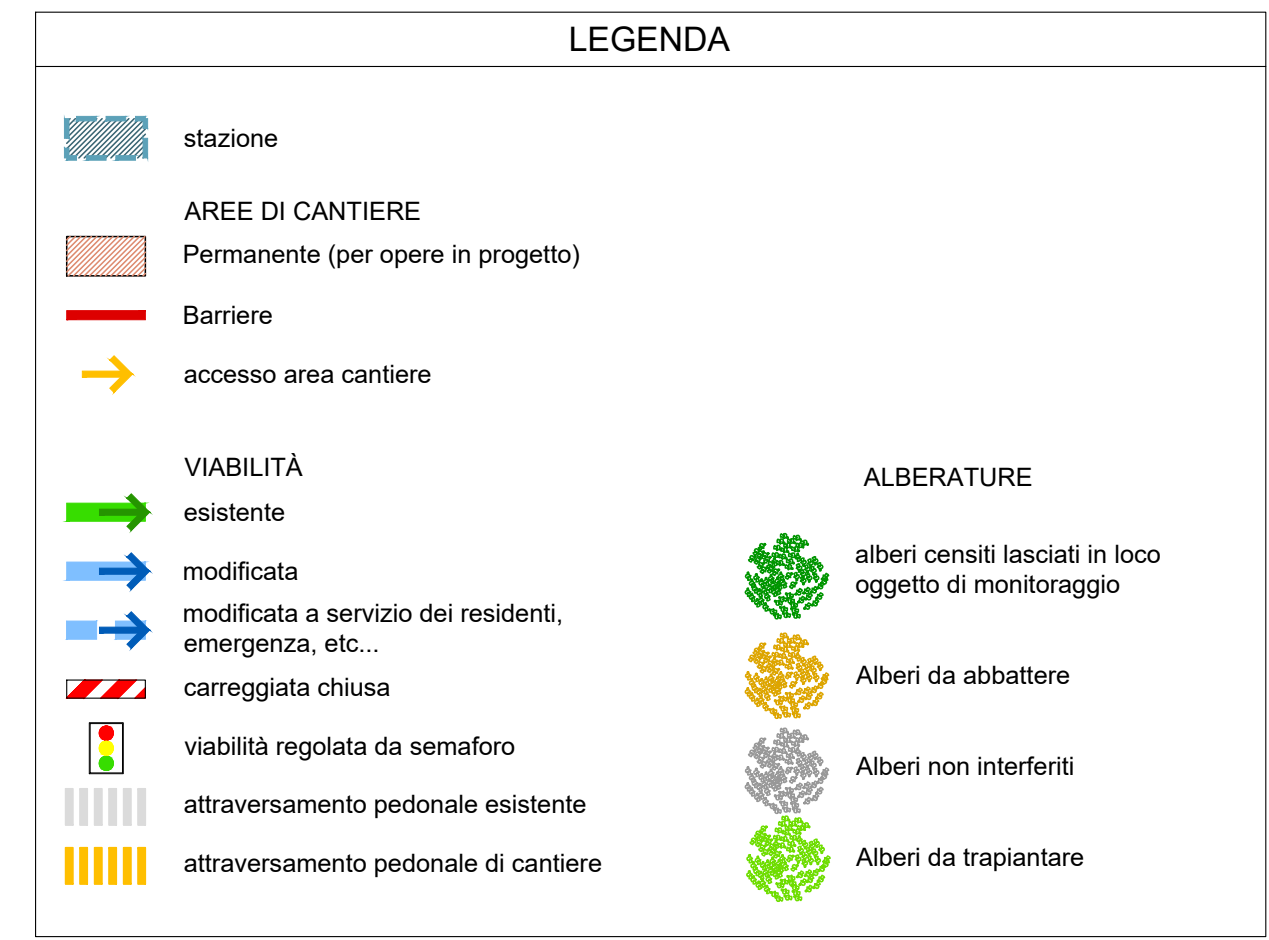 LEGENDA
stazione
AREE DI CANTIERE
Permanente (per opere in progetto)
Barriere
accesso area cantiere
VIABILITÀ
esistente
modificata
modificata a servizio dei residenti,
emergenza, etc...
carreggiata chiusa
viabilità regolata da semaforo
attraversamento pedonale esistente
attraversamento pedonale di cantiere
ALBERATURE
alberi censiti lasciati in loco
oggetto di monitoraggio
Alberi da abbattere
Alberi non interferiti
Alberi da trapiantare